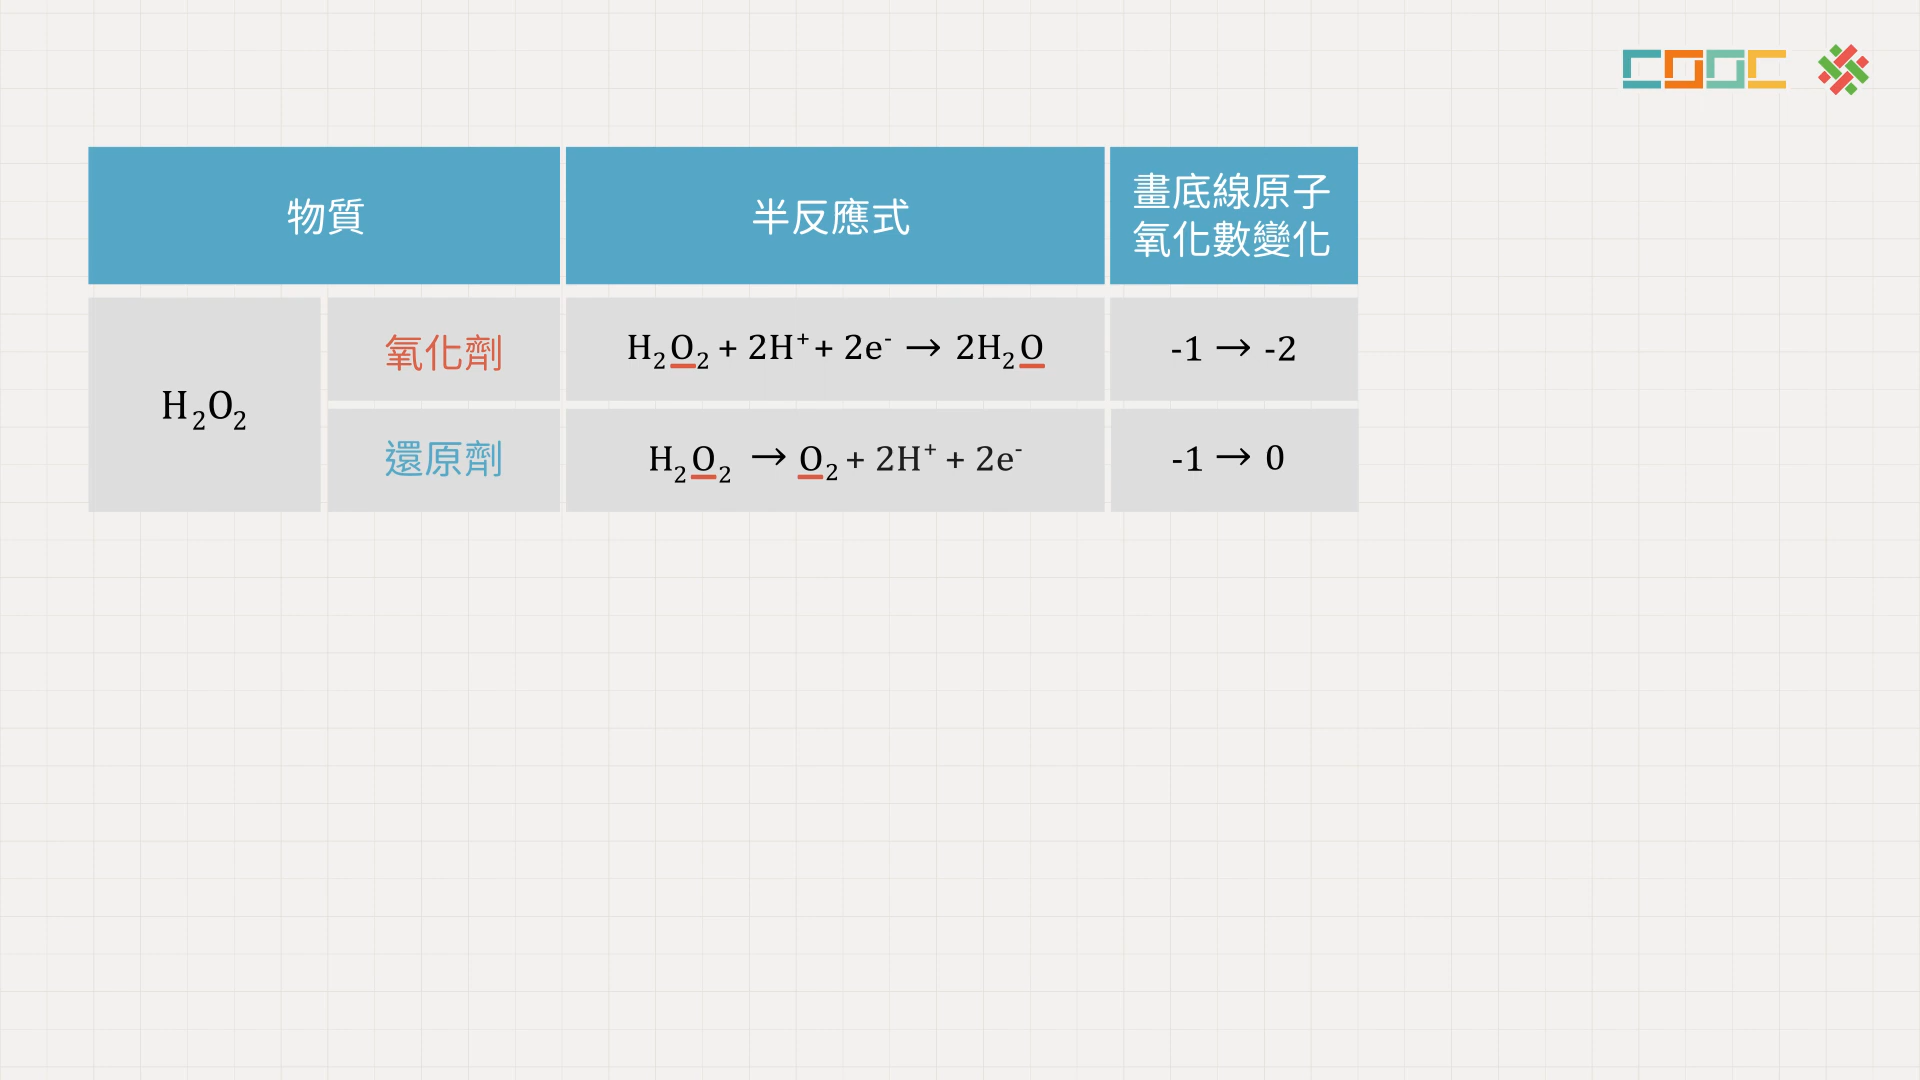 COOC
物質
半反應式
畫底線原子
氧化數變化
H₂O₂
氧化劑
H₂O₂ + 2H⁺ + 2e⁻ → 2H₂O
-1 → -2
還原劑
H₂O₂ → O₂ + 2H⁺ + 2e⁻
-1 → 0